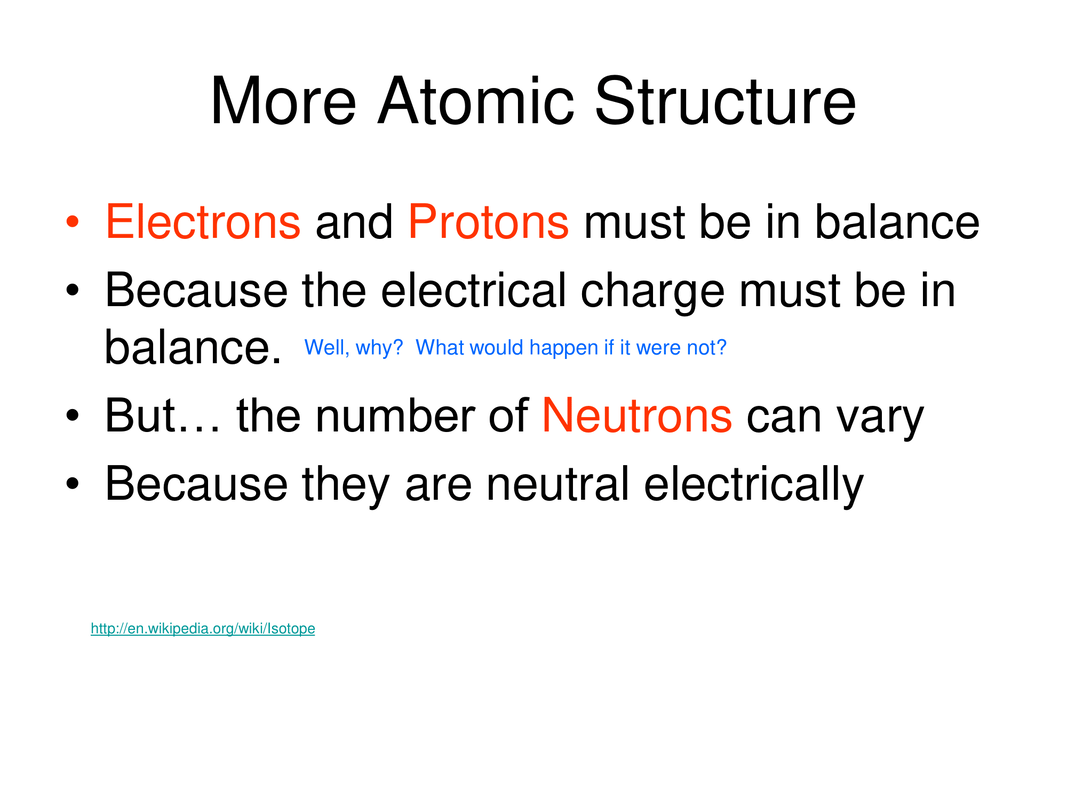 More Atomic Structure
• Electrons and Protons must be in balance
• Because the electrical charge must be in
balance. Well, why? What would happen if it were not?
• But… the number of Neutrons can vary
• Because they are neutral electrically
http://en.wikipedia.org/wiki/Isotope